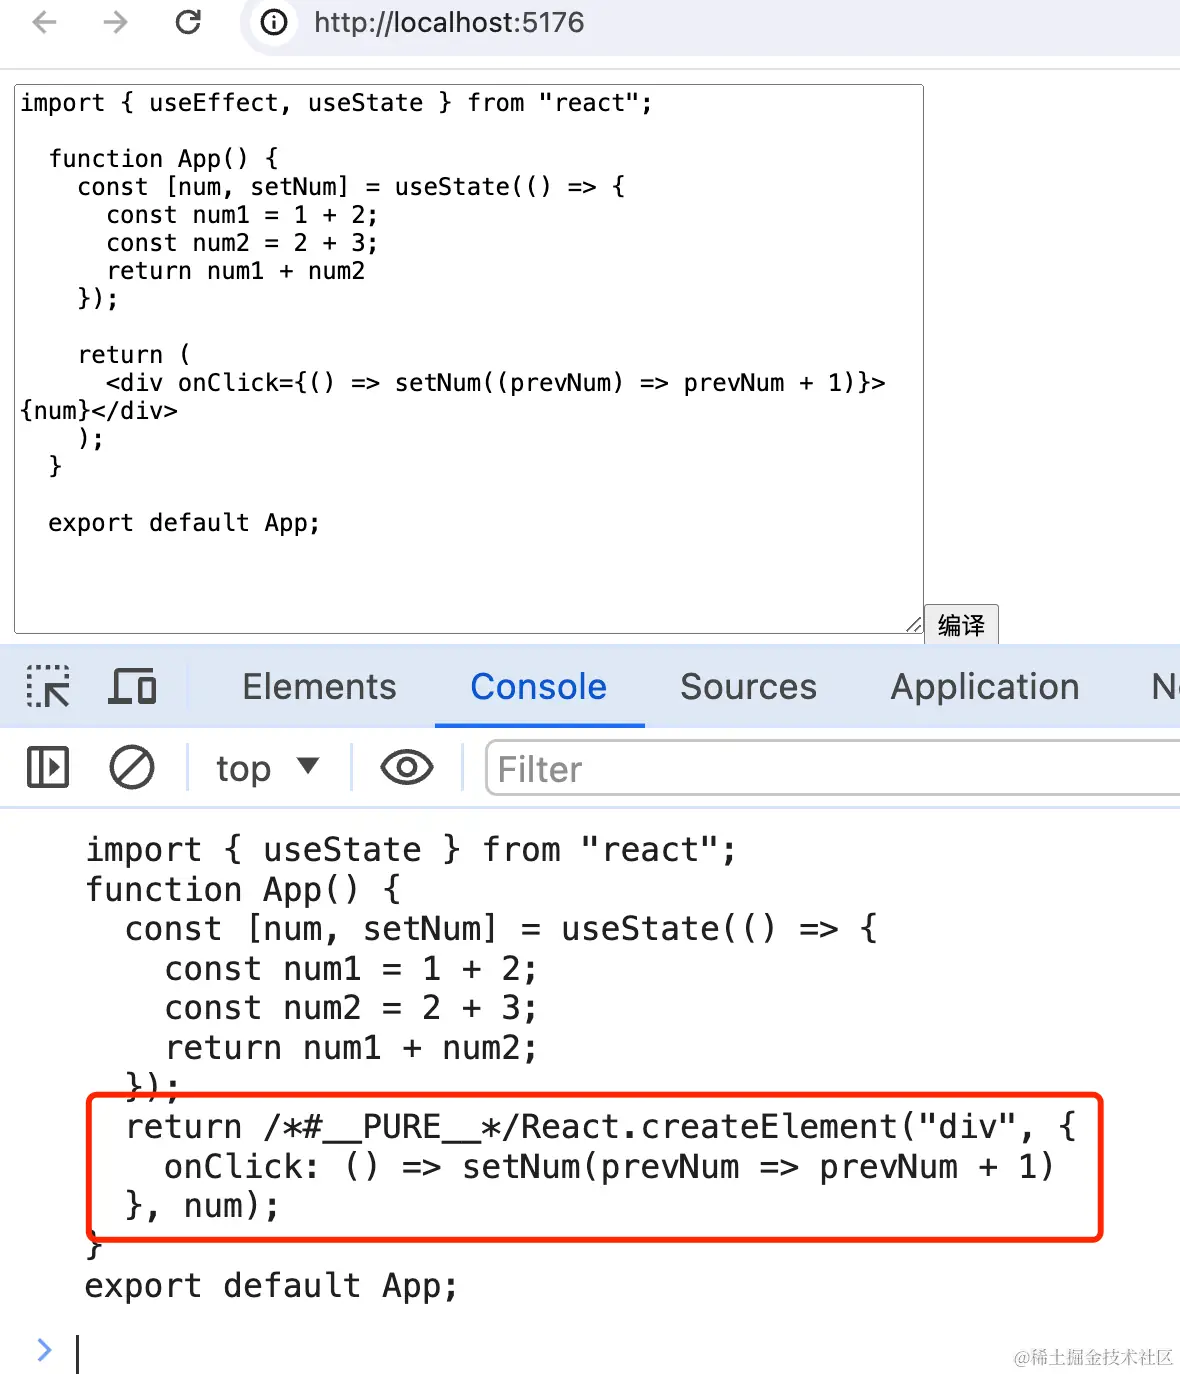 http://localhost:5176
import { useEffect, useState } from "react";
function App() {
const [num, setNum] = useState(() => {
const num1 = 1 + 2;
const num2 = 2 + 3;
return num1 + num2
});
return (
<div onClick={() => setNum((prevNum) => prevNum + 1)}>
{num}</div>
);
}
export default App;
编译
Elements Console Sources Application
top Filter
import { useState } from "react";
function App() {
const [num, setNum] = useState(() => {
const num1 = 1 + 2;
const num2 = 2 + 3;
return num1 + num2;
});
return /*#__PURE__*/React.createElement("div", {
onClick: () => setNum(prevNum => prevNum + 1)
}, num);
}
export default App;
@稀土掘金技术社区